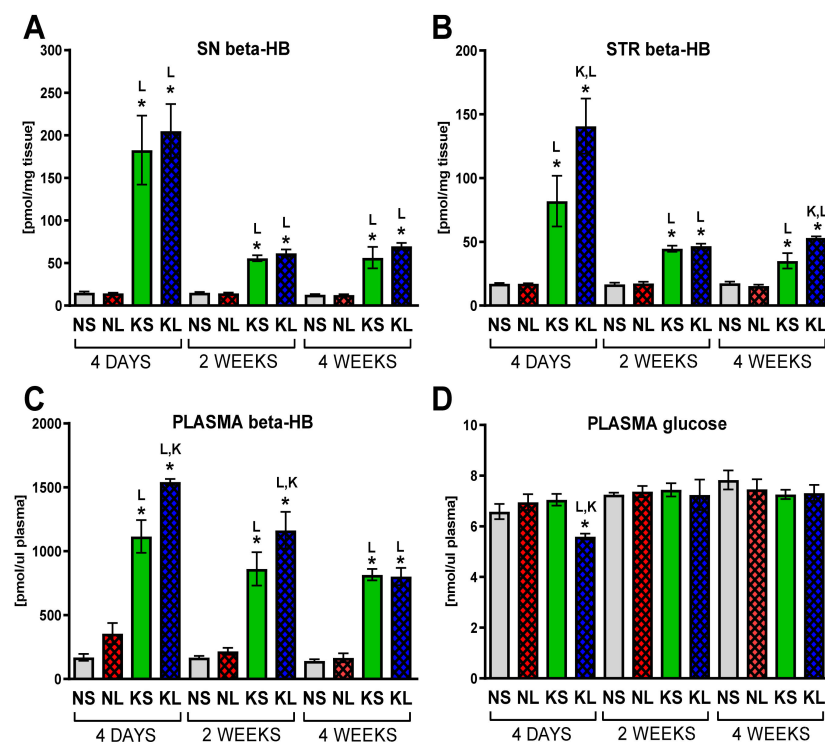 A
SN beta-HB
[pmol/mg tissue]
300
250
200
150
100
50
0
L
*
L
*
L
*
L
*
L
*
L
*
NS NL KS KL NS NL KS KL NS NL KS KL
4 DAYS 2 WEEKS 4 WEEKS
B
STR beta-HB
[pmol/mg tissue]
200
150
100
50
0
L
*
K,L
*
L
*
L
*
L
*
K,L
*
NS NL KS KL NS NL KS KL NS NL KS KL
4 DAYS 2 WEEKS 4 WEEKS
C
PLASMA beta-HB
[pmol/ul plasma]
2000
1500
1000
500
0
L
*
L,K
*
L
*
L,K
*
L
*
L
*
NS NL KS KL NS NL KS KL NS NL KS KL
4 DAYS 2 WEEKS 4 WEEKS
D
PLASMA glucose
[nmol/ul plasma]
10
8
6
4
2
0
L,K
*
NS NL KS KL NS NL KS KL NS NL KS KL
4 DAYS 2 WEEKS 4 WEEKS